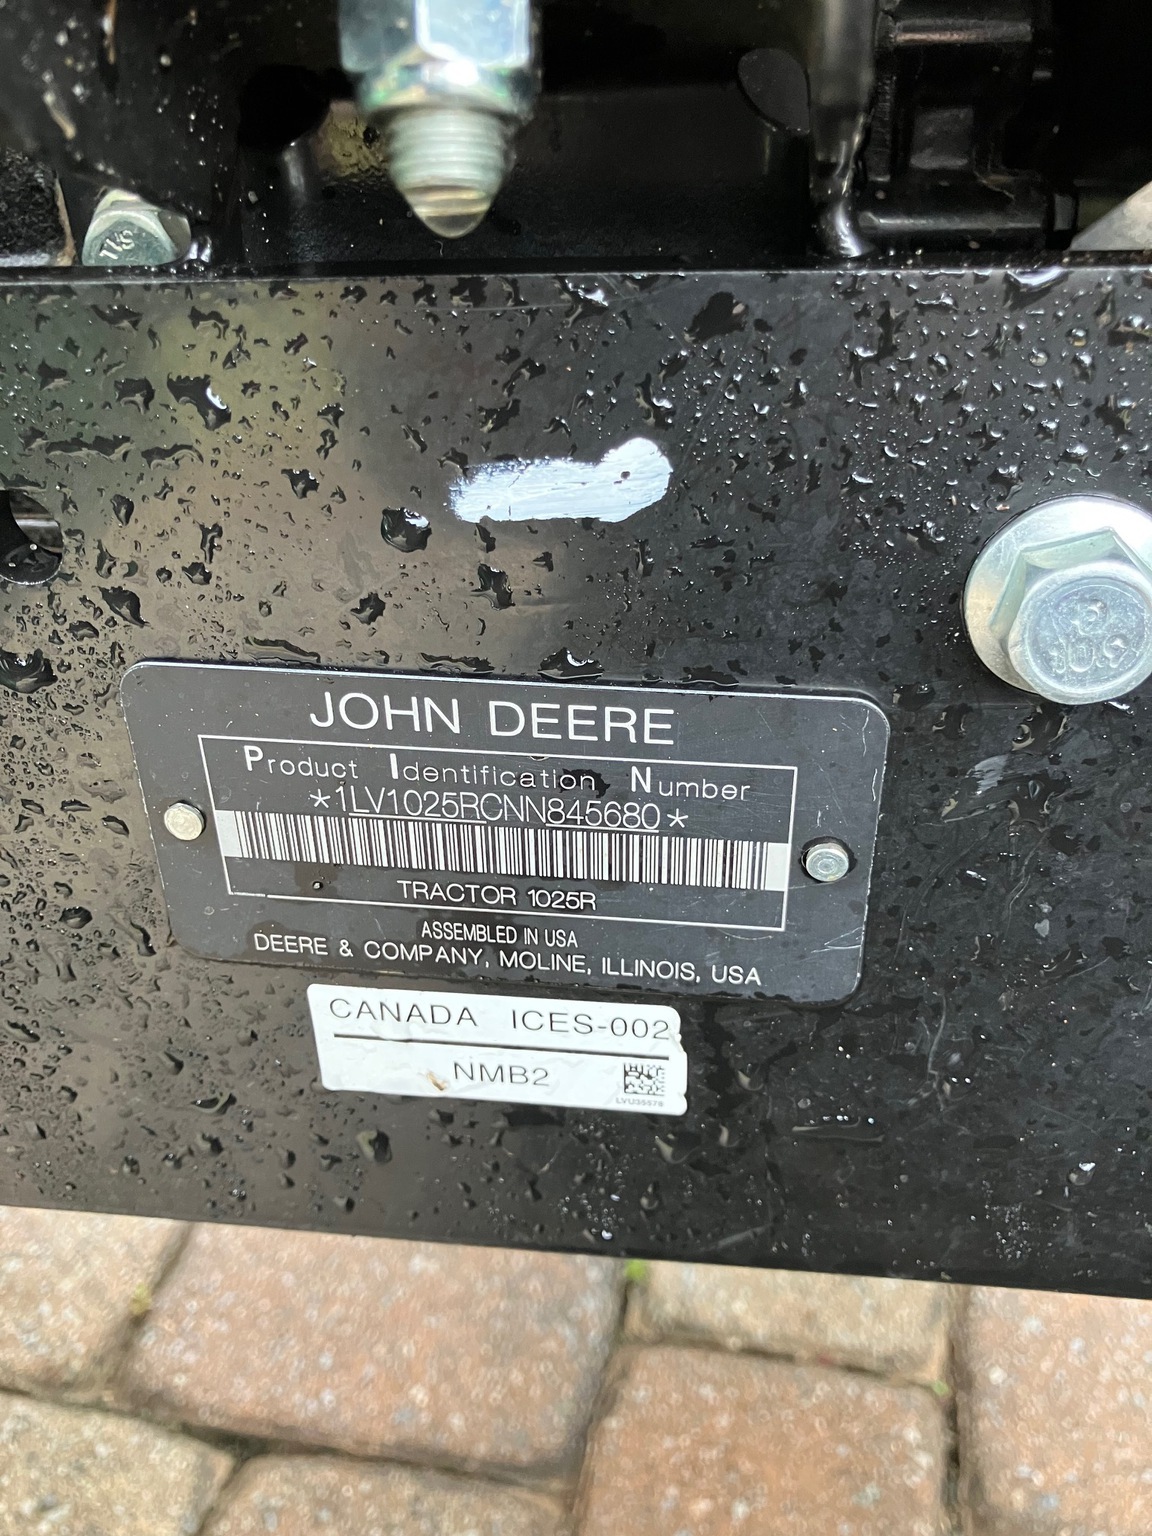 JOHN DEERE
Product Identification Number
*1LV1025RCNN845680*
TRACTOR 1025R
ASSEMBLED IN USA
DEERE & COMPANY, MOLINE, ILLINOIS, USA
CANADA ICES-002
NMB2
LVU35578